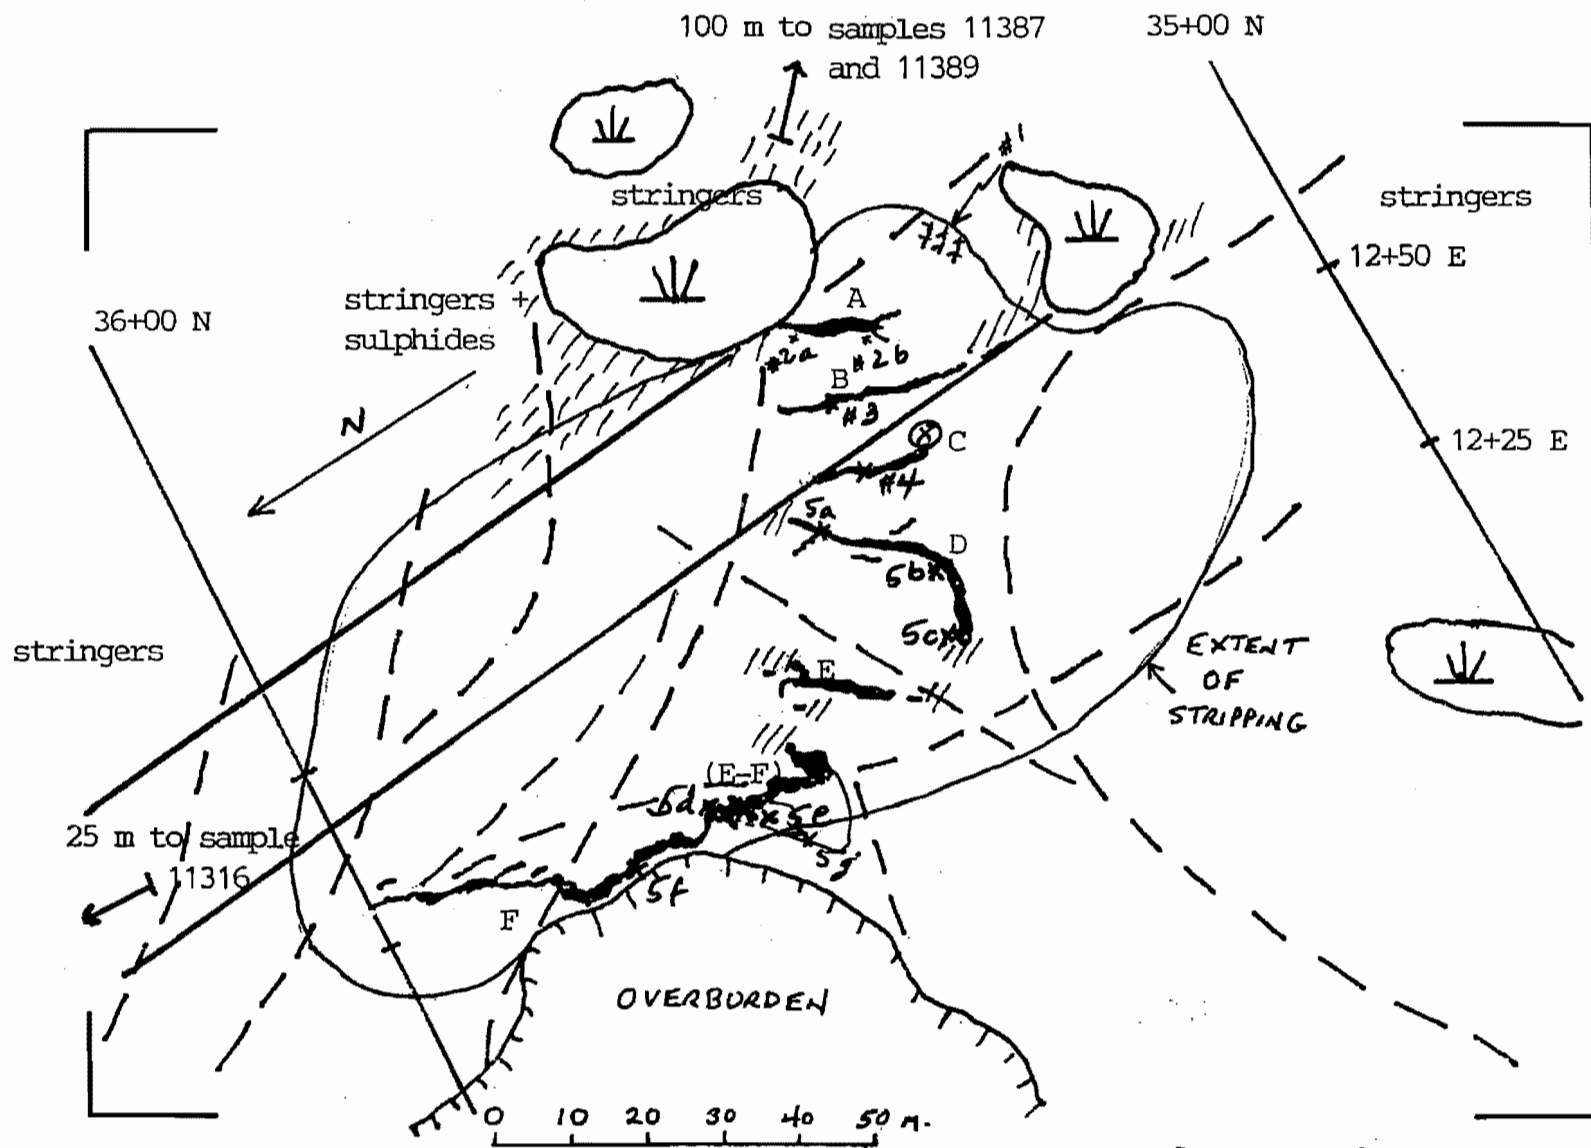 100 m to samples 11387
and 11389
35+00 N
#1
stringers
stringers
12+50 E
stringers +
sulphides
36+00 N
A
#2a
#2b
B
#3
N
12+25 E
C
#4
5a
D
5b
5c
stringers
E
EXTENT
OF
STRIPPING
(E-F)
5d
5e
25 m to sample
11316
5g
5f
F
OVERBURDEN
0 10 20 30 40 50 M.